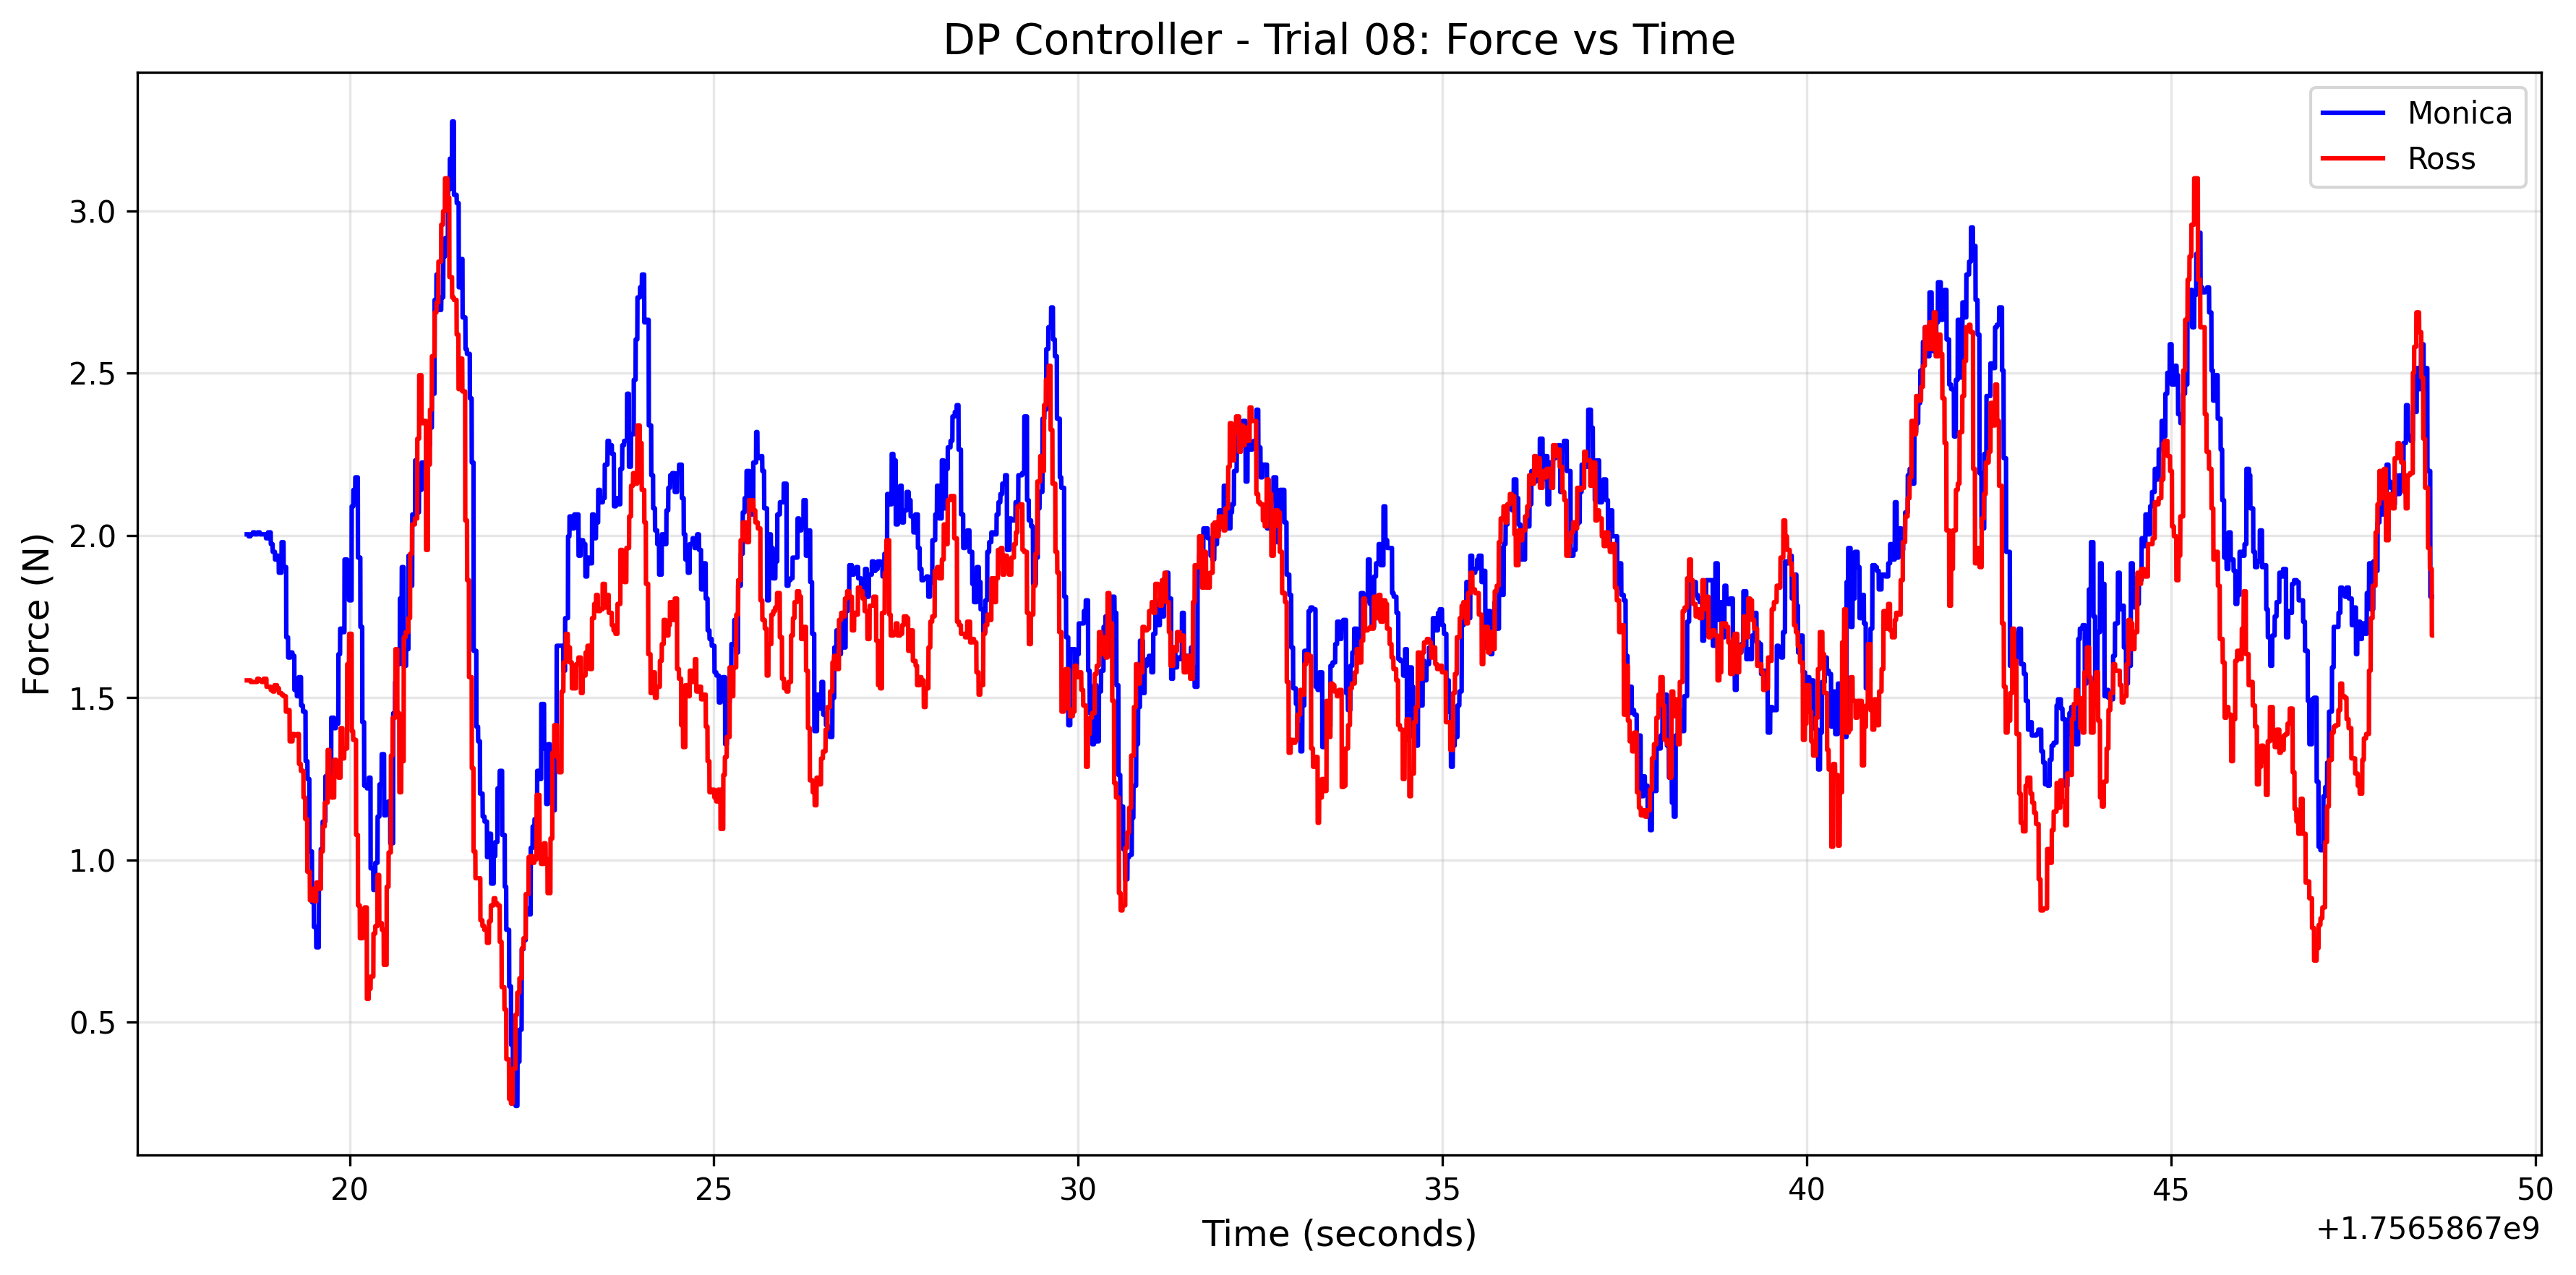 DP Controller - Trial 08: Force vs Time
Monica
Ross
Force (N)
3.0
2.5
2.0
1.5
1.0
0.5
20
25
30
35
40
45
50
Time (seconds)
+1.7565867e9